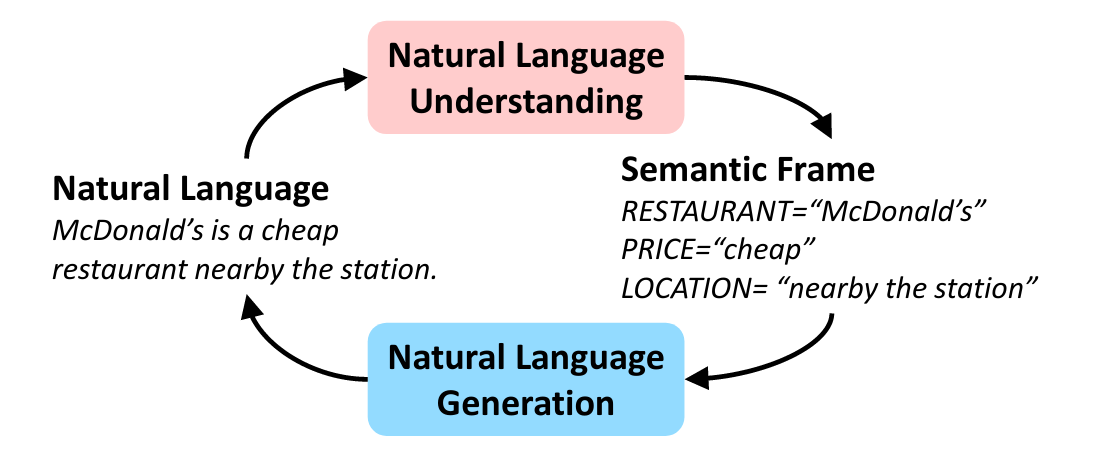 Natural Language
Understanding
Natural Language
McDonald’s is a cheap
restaurant nearby the station.
Semantic Frame
RESTAURANT=“McDonald’s”
PRICE=“cheap”
LOCATION= “nearby the station”
Natural Language
Generation